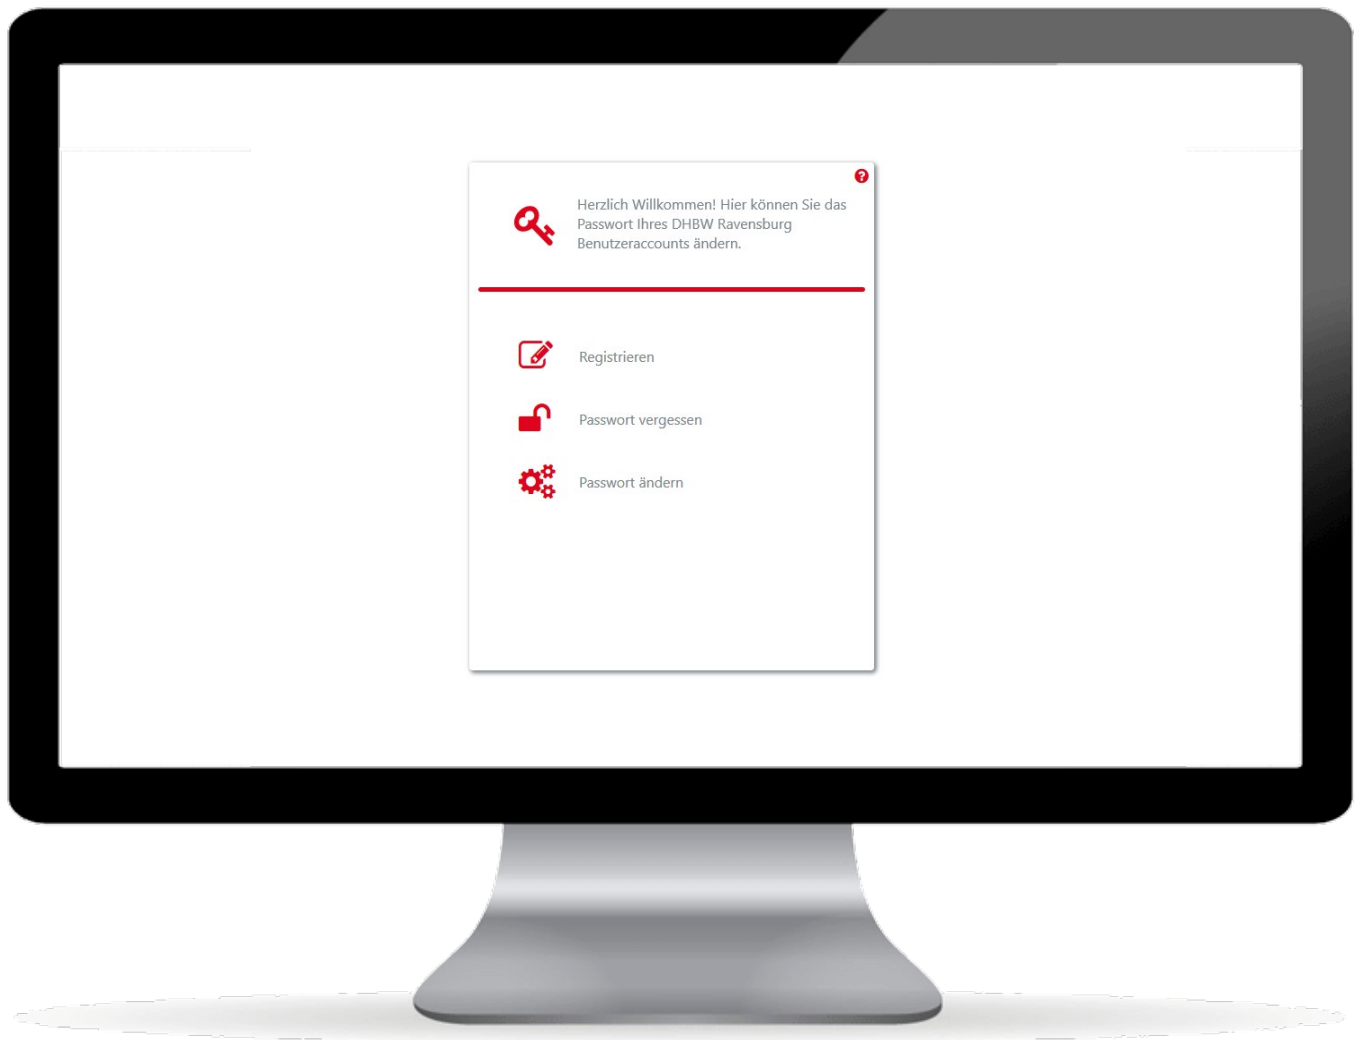 Herzlich Willkommen! Hier können Sie das
Passwort Ihres DHBW Ravensburg
Benutzeraccounts ändern.
Registrieren
Passwort vergessen
Passwort ändern